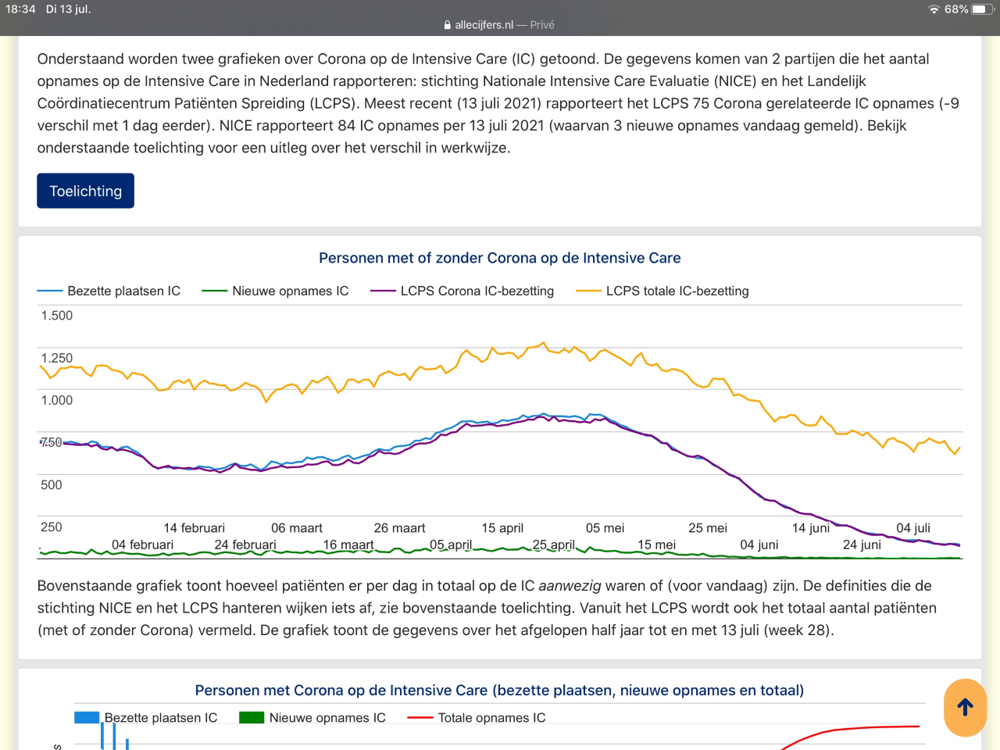 18:34 Di 13 jul.
68%
allecijfers.nl — Privé
Onderstaand worden twee grafieken over Corona op de Intensive Care (IC) getoond. De gegevens komen van 2 partijen die het aantal
opnames op de Intensive Care in Nederland rapporteren: stichting Nationale Intensive Care Evaluatie (NICE) en het Landelijk
Coördinatiecentrum Patiënten Spreiding (LCPS). Meest recent (13 juli 2021) rapporteert het LCPS 75 Corona gerelateerde IC opnames (-9
verschil met 1 dag eerder). NICE rapporteert 84 IC opnames per 13 juli 2021 (waarvan 3 nieuwe opnames vandaag gemeld). Bekijk
onderstaande toelichting voor een uitleg over het verschil in werkwijze.
Toelichting
Personen met of zonder Corona op de Intensive Care
Bezette plaatsen IC Nieuwe opnames IC LCPS Corona IC-bezetting LCPS totale IC-bezetting
1.500
1.250
1.000
750
500
250
14 februari 06 maart 26 maart 15 april 05 mei 25 mei 14 juni 04 juli
04 februari 24 februari 16 maart 05 april 25 april 15 mei 04 juni 24 juni
Bovenstaande grafiek toont hoeveel patiënten er per dag in totaal op de IC aanwezig waren of (voor vandaag) zijn. De definities die de
stichting NICE en het LCPS hanteren wijken iets af, zie bovenstaande toelichting. Vanuit het LCPS wordt ook het totaal aantal patiënten
(met of zonder Corona) vermeld. De grafiek toont de gegevens over het afgelopen half jaar tot en met 13 juli (week 28).
Personen met Corona op de Intensive Care (bezette plaatsen, nieuwe opnames en totaal)
Bezette plaatsen IC Nieuwe opnames IC Totale opnames IC